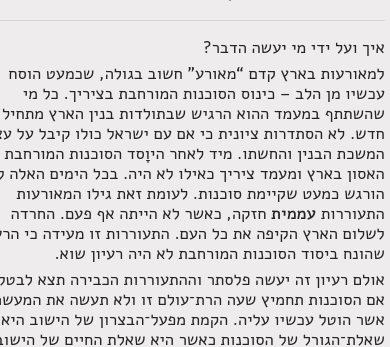 איך ועל ידי מי יעשה הדבר?
למאורעות בארץ קדם “מאורע” חשוב בגולה, שכמעט הוסח
עכשיו מן הלב – כינוס הסוכנות המורחבת בציריך. כל מי
שהשתתף במעמד ההוא הרגיש שבתולדות בנין הארץ מתחיל
חדש. לא הסתדרות ציונית כי אם עם ישראל כולו קיבל על
המשכת הבנין והחשתו. מיד לאחר היוָסד הסוכנות המורחבת
האסון בארץ ומעמד ציריך כאילו לא היה. בכל הימים האלה
הורגש כמעט שקיימת סוכנות. לעומת זאת גילו המאורעות
התעוררות עממית חזקה, כאשר לא הייתה אף פעם. החרדה
לשלום הארץ הקיפה את כל העם. התעוררות זו מעידה כי
שהונח ביסוד הסוכנות המורחבת לא היה רעיון שוא.
אולם רעיון זה יעשה פלסתר וההתעוררות הכבירה תצא לבטלה
אם הסוכנות תחמיץ שעה הרת־עולם זו ולא תעשה את
אשר הוטל עכשיו עליה. הקמת מפעל־הבצרון של הישוב היא
שאלת־הגורל של הסוכנות כאשר היא שאלת החיים של הישוב